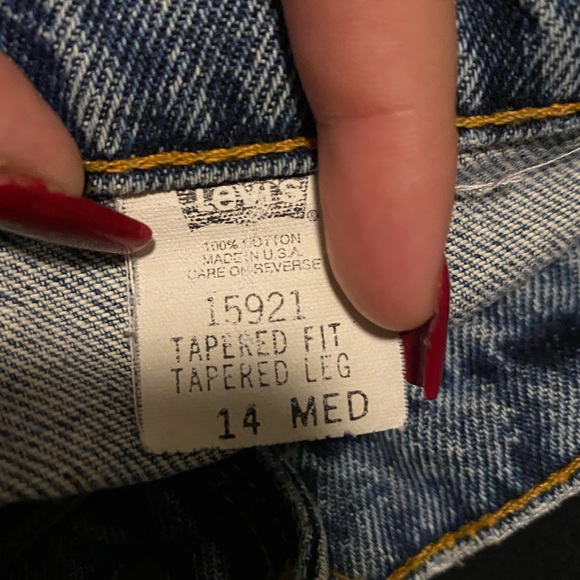 Levi's ®
100% COTTON
MADE IN U.S.A.
CARE ON REVERSE
15921
TAPERED FIT
TAPERED LEG
14 MED